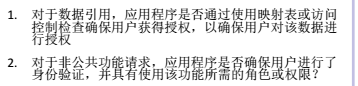 1. 对于数据引用，应用程序是否通过使用映射表或访问
控制检查确保用户获得授权，以确保用户对该数据进
行授权
2. 对于非公共功能请求，应用程序是否确保用户进行了
身份验证，并具有使用该功能所需的角色或权限？